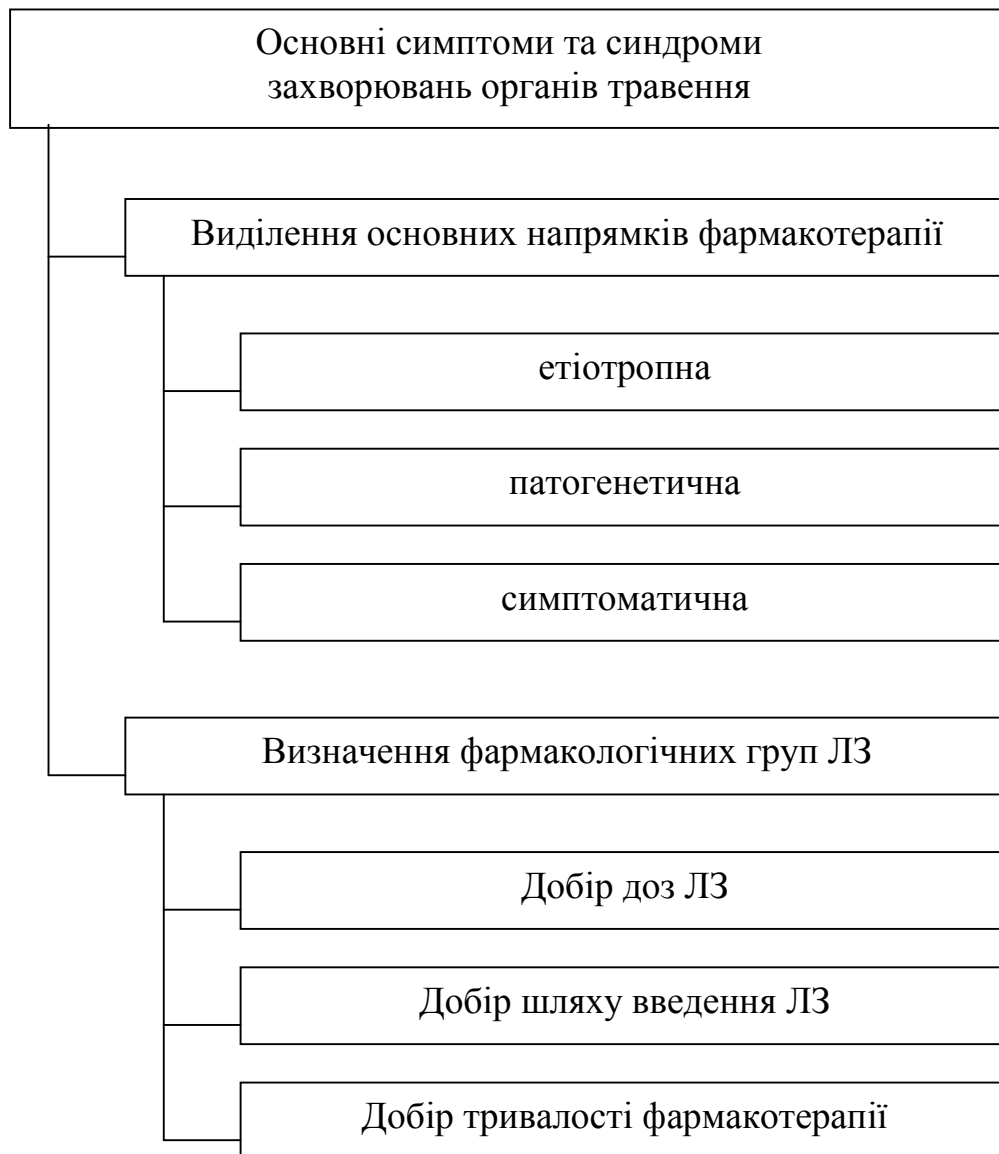 Основні симптоми та синдроми
захворювань органів травення
Виділення основних напрямків фармакотерапії
етіотропна
патогенетична
симптоматична
Визначення фармакологічних груп ЛЗ
Добір доз ЛЗ
Добір шляху введення ЛЗ
Добір тривалості фармакотерапії